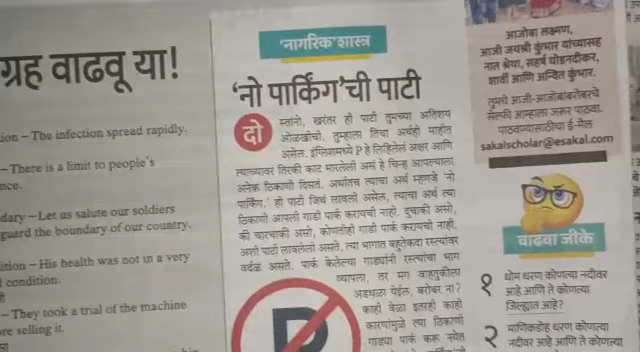 ग्रह वाढवू या!
ion – The infection spread rapidly.
– There is a limit to people's
nce.
dary – Let us salute our soldiers
guard the boundary of our country.
ition – His health was not in a very
condition.
– They took a trial of the machine
re selling it.
'नागरिक'शास्त्र
'नो पार्किंग'ची पाटी
दोस्तांनो, खरंतर ही पाटी तुमच्या अतिशय
ओळखीची. तुम्हाला तिचा अर्थही माहीत
असेल. इंग्लिशमध्ये P हे लिहिलेलं अक्षर आणि
त्याच्यावर तिरकी काट मारलेली असं हे चिन्ह आपल्याला
अनेक ठिकाणी दिसतं. अर्थातच त्याचा अर्थ म्हणजे 'नो
पार्किंग.' ही पाटी जिथं लावली असेल, त्याचा अर्थ त्या
ठिकाणी आपली गाडी पार्क करायची नाही. दुचाकी असो,
की चारचाकी असो, कोणतीही गाडी पार्क करायची नाही.
अशी पाटी लावलेली असते, त्या भागात बहुतेकदा रस्त्यांवर
वर्दळ असते. पार्क केलेल्या गाड्यांनी रस्त्यांचा भाग
व्यापला, तर मग वाहतुकीला
अडथळा येईल, बरोबर ना?
काही वेळा इतरही काही
कारणांमुळे त्या ठिकाणी
गाड्या पार्क करू नयेत
P
आजोबा लक्ष्मण,
आजी जयश्री कुंभार यांच्यासह
नात श्रेया, सहर्ष घोडनदीकर,
शार्वी आणि अन्वित कुंभार.
तुमचे आजी-आजोबांबरोबरचे
सेल्फी आम्हाला जरूर पाठवा.
पाठवण्यासाठीचा ई-मेल
sakalscholar@esakal.com
वाढवा जीके
१ धोम धरण कोणत्या नदीवर
आहे आणि ते कोणत्या
जिल्ह्यात आहे?
२ माणिकडोह धरण कोणत्या
नदीवर आहे आणि ते कोणत्या